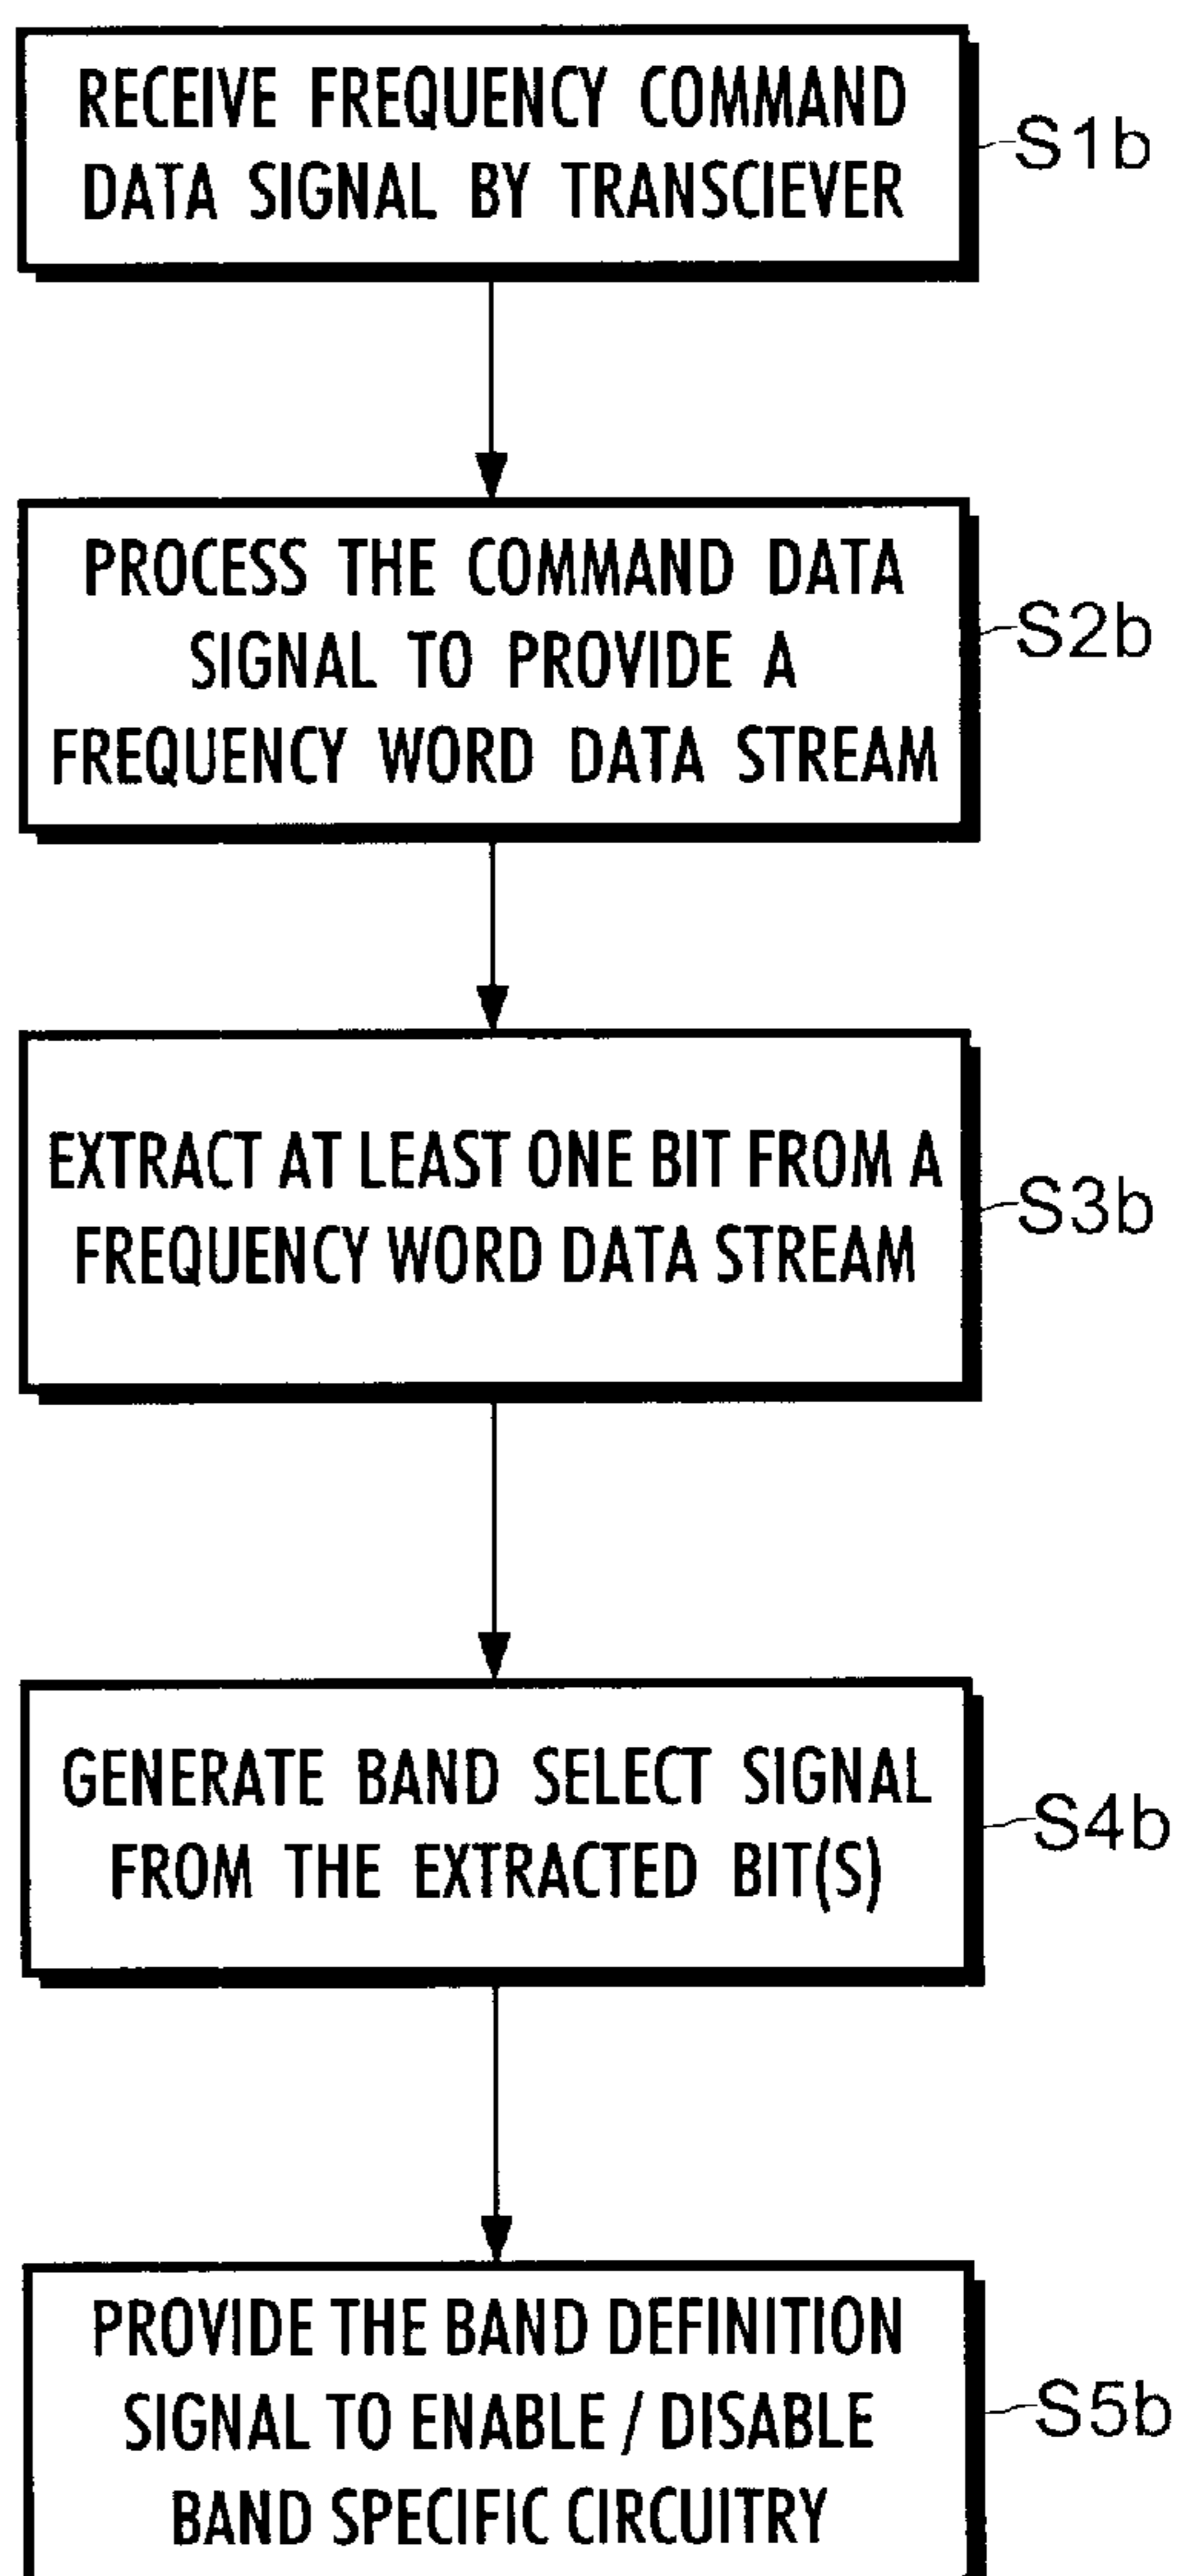 RECEIVE FREQUENCY COMMAND
DATA SIGNAL BY TRANSCIEVER
S1b
PROCESS THE COMMAND DATA
SIGNAL TO PROVIDE A
FREQUENCY WORD DATA STREAM
S2b
EXTRACT AT LEAST ONE BIT FROM A
FREQUENCY WORD DATA STREAM
S3b
GENERATE BAND SELECT SIGNAL
FROM THE EXTRACTED BIT(S)
S4b
PROVIDE THE BAND DEFINITION
SIGNAL TO ENABLE / DISABLE
BAND SPECIFIC CIRCUITRY
S5b